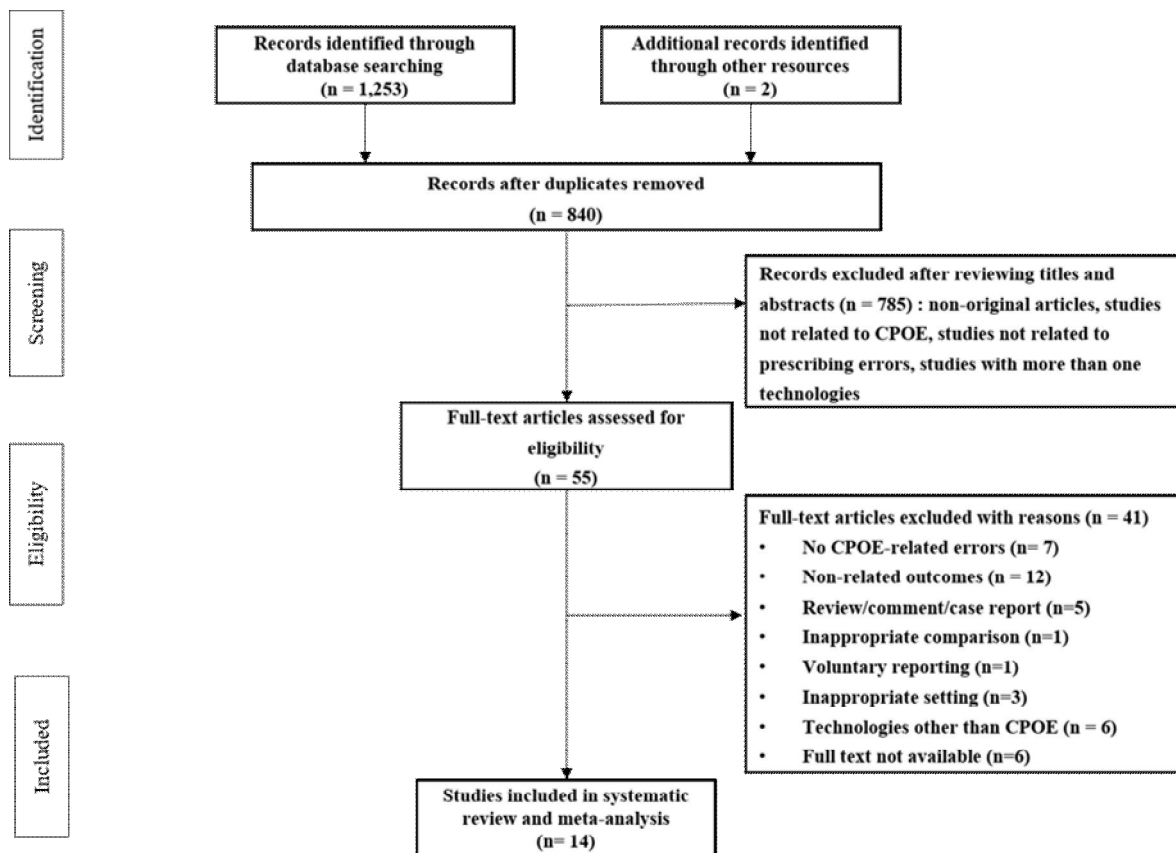 Identification
Records identified through
database searching
(n = 1,253)
Additional records identified
through other resources
(n = 2)
Records after duplicates removed
(n = 840)
Screening
Records excluded after reviewing titles and
abstracts (n = 785) : non-original articles, studies
not related to CPOE, studies not related to
prescribing errors, studies with more than one
technologies
Eligibility
Full-text articles assessed for
eligibility
(n = 55)
Full-text articles excluded with reasons (n = 41)
• No CPOE-related errors (n= 7)
• Non-related outcomes (n = 12)
• Review/comment/case report (n=5)
• Inappropriate comparison (n=1)
• Voluntary reporting (n=1)
• Inappropriate setting (n=3)
• Technologies other than CPOE (n = 6)
• Full text not available (n=6)
Included
Studies included in systematic
review and meta-analysis
(n= 14)